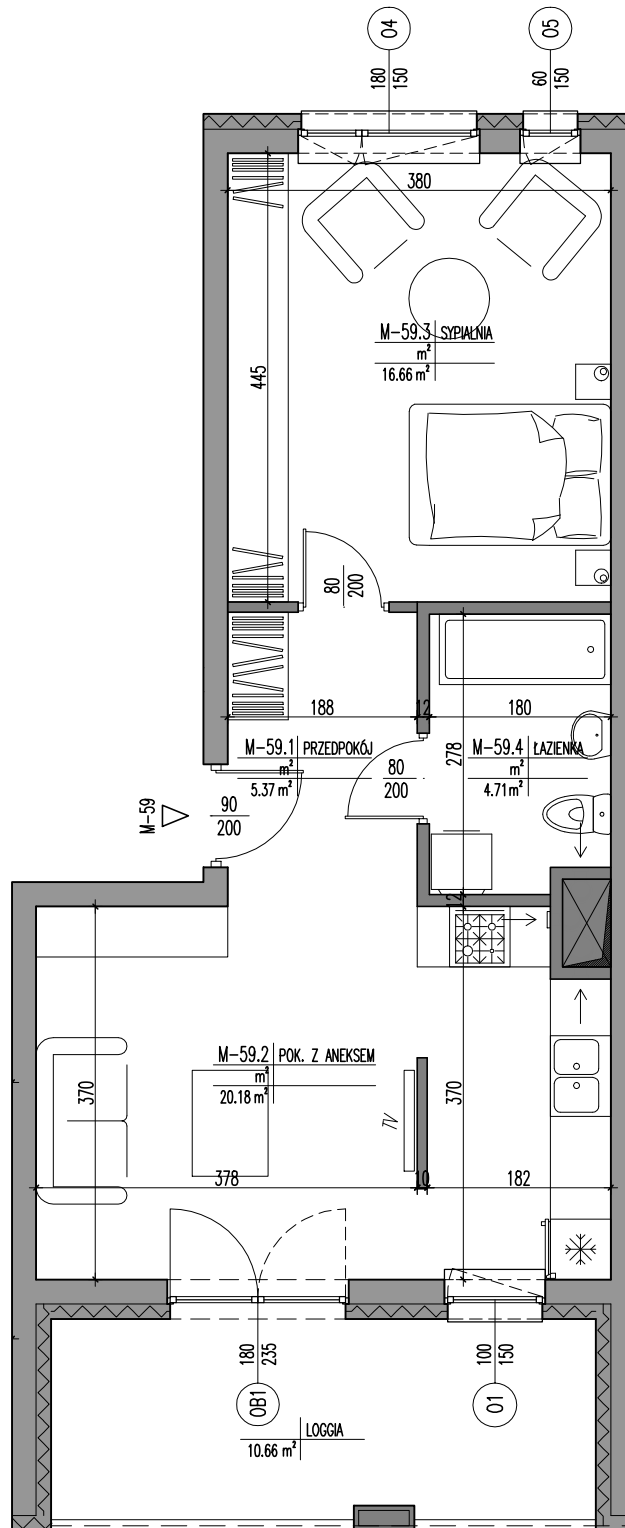 04
180
150
05
60
150
380
M-59.3 SYPIALNIA
m²
16.66 m²
445
80
200
188
12
180
M-59.1 PRZEDPOKÓJ
m²
5.37 m²
80
200
278
M-59.4 ŁAZIENKA
m²
4.71 m²
M-59
90
200
12
M-59.2 POK. Z ANEKSEM
m²
20.18 m²
370
TV
370
378
10
182
180
235
OB1
100
150
01
LOGGIA
10.66 m²